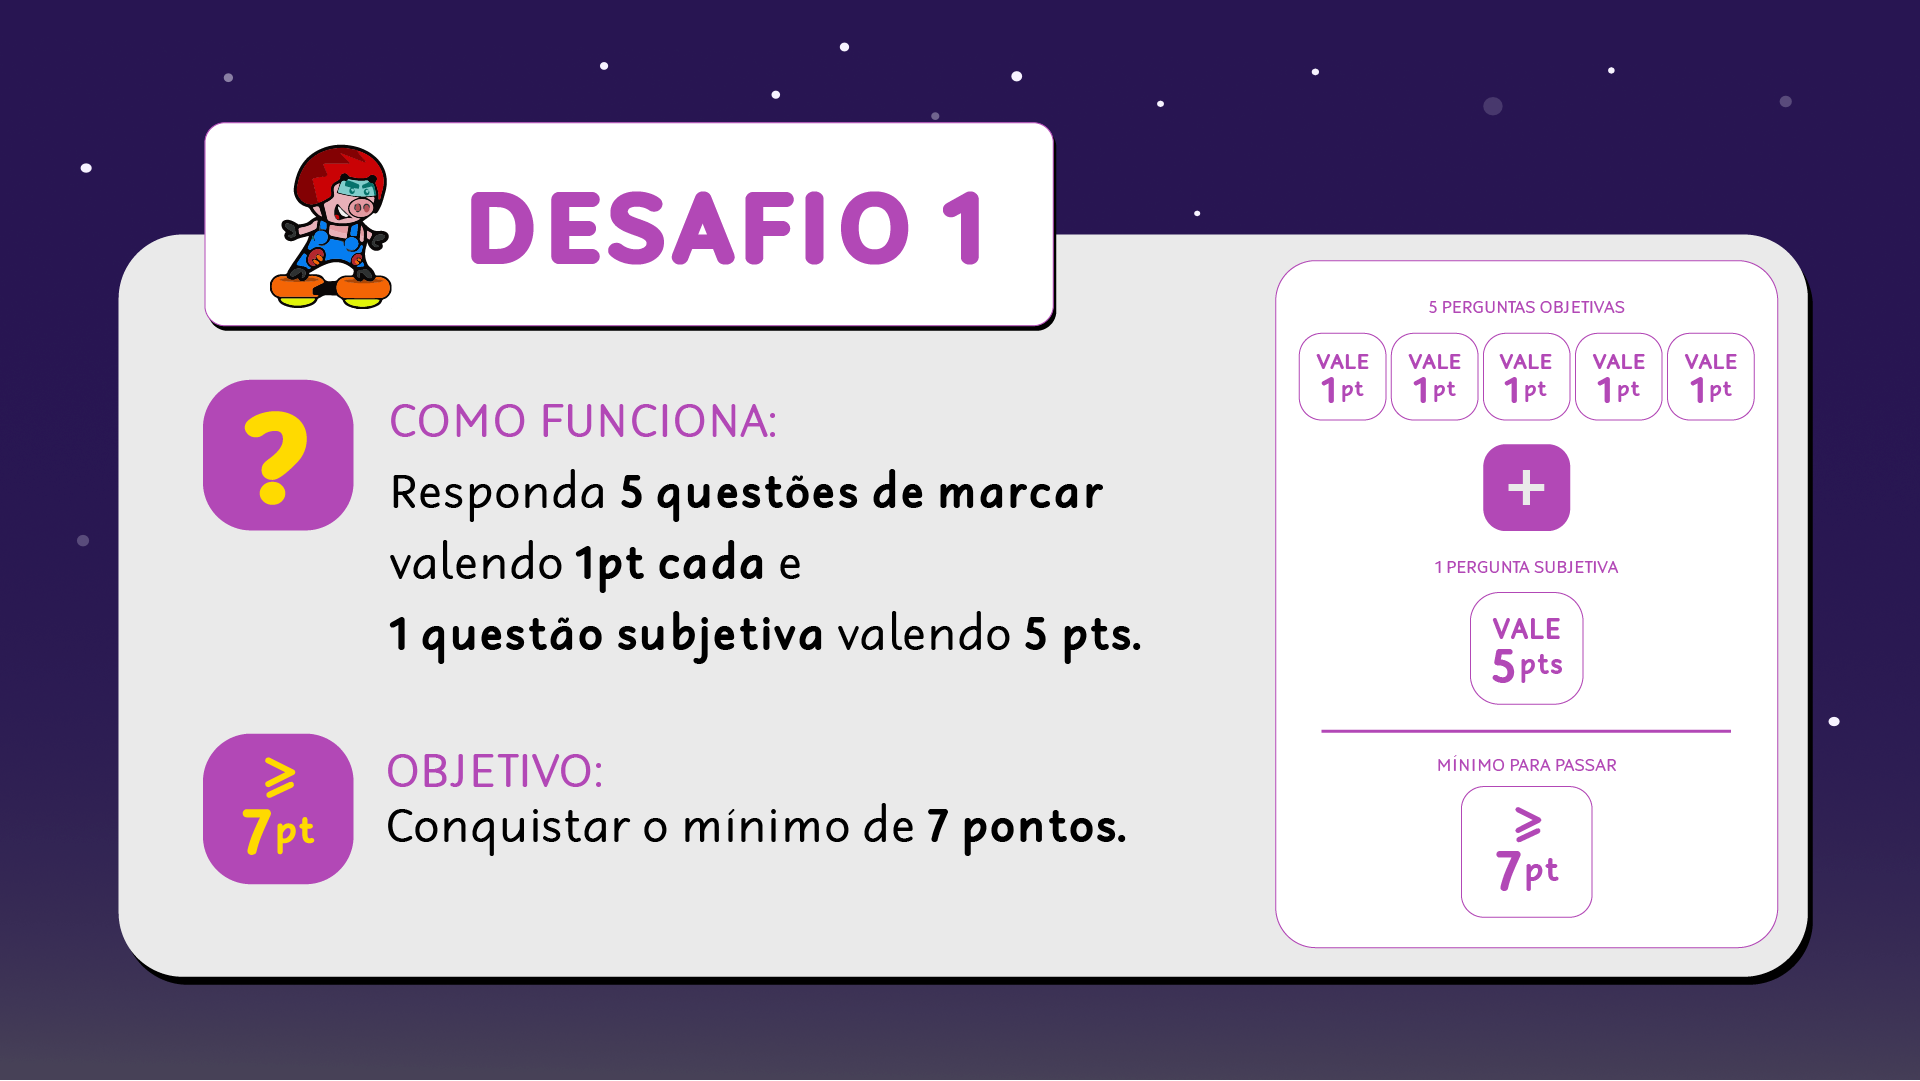 DESAFIO 1
?
COMO FUNCIONA:
Responda 5 questões de marcar
valendo 1pt cada e
1 questão subjetiva valendo 5 pts.
⩾
7pt
OBJETIVO:
Conquistar o mínimo de 7 pontos.
5 PERGUNTAS OBJETIVAS
VALE VALE VALE VALE VALE
1pt 1pt 1pt 1pt 1pt
+
1 PERGUNTA SUBJETIVA
VALE
5pts
MÍNIMO PARA PASSAR
⩾
7pt